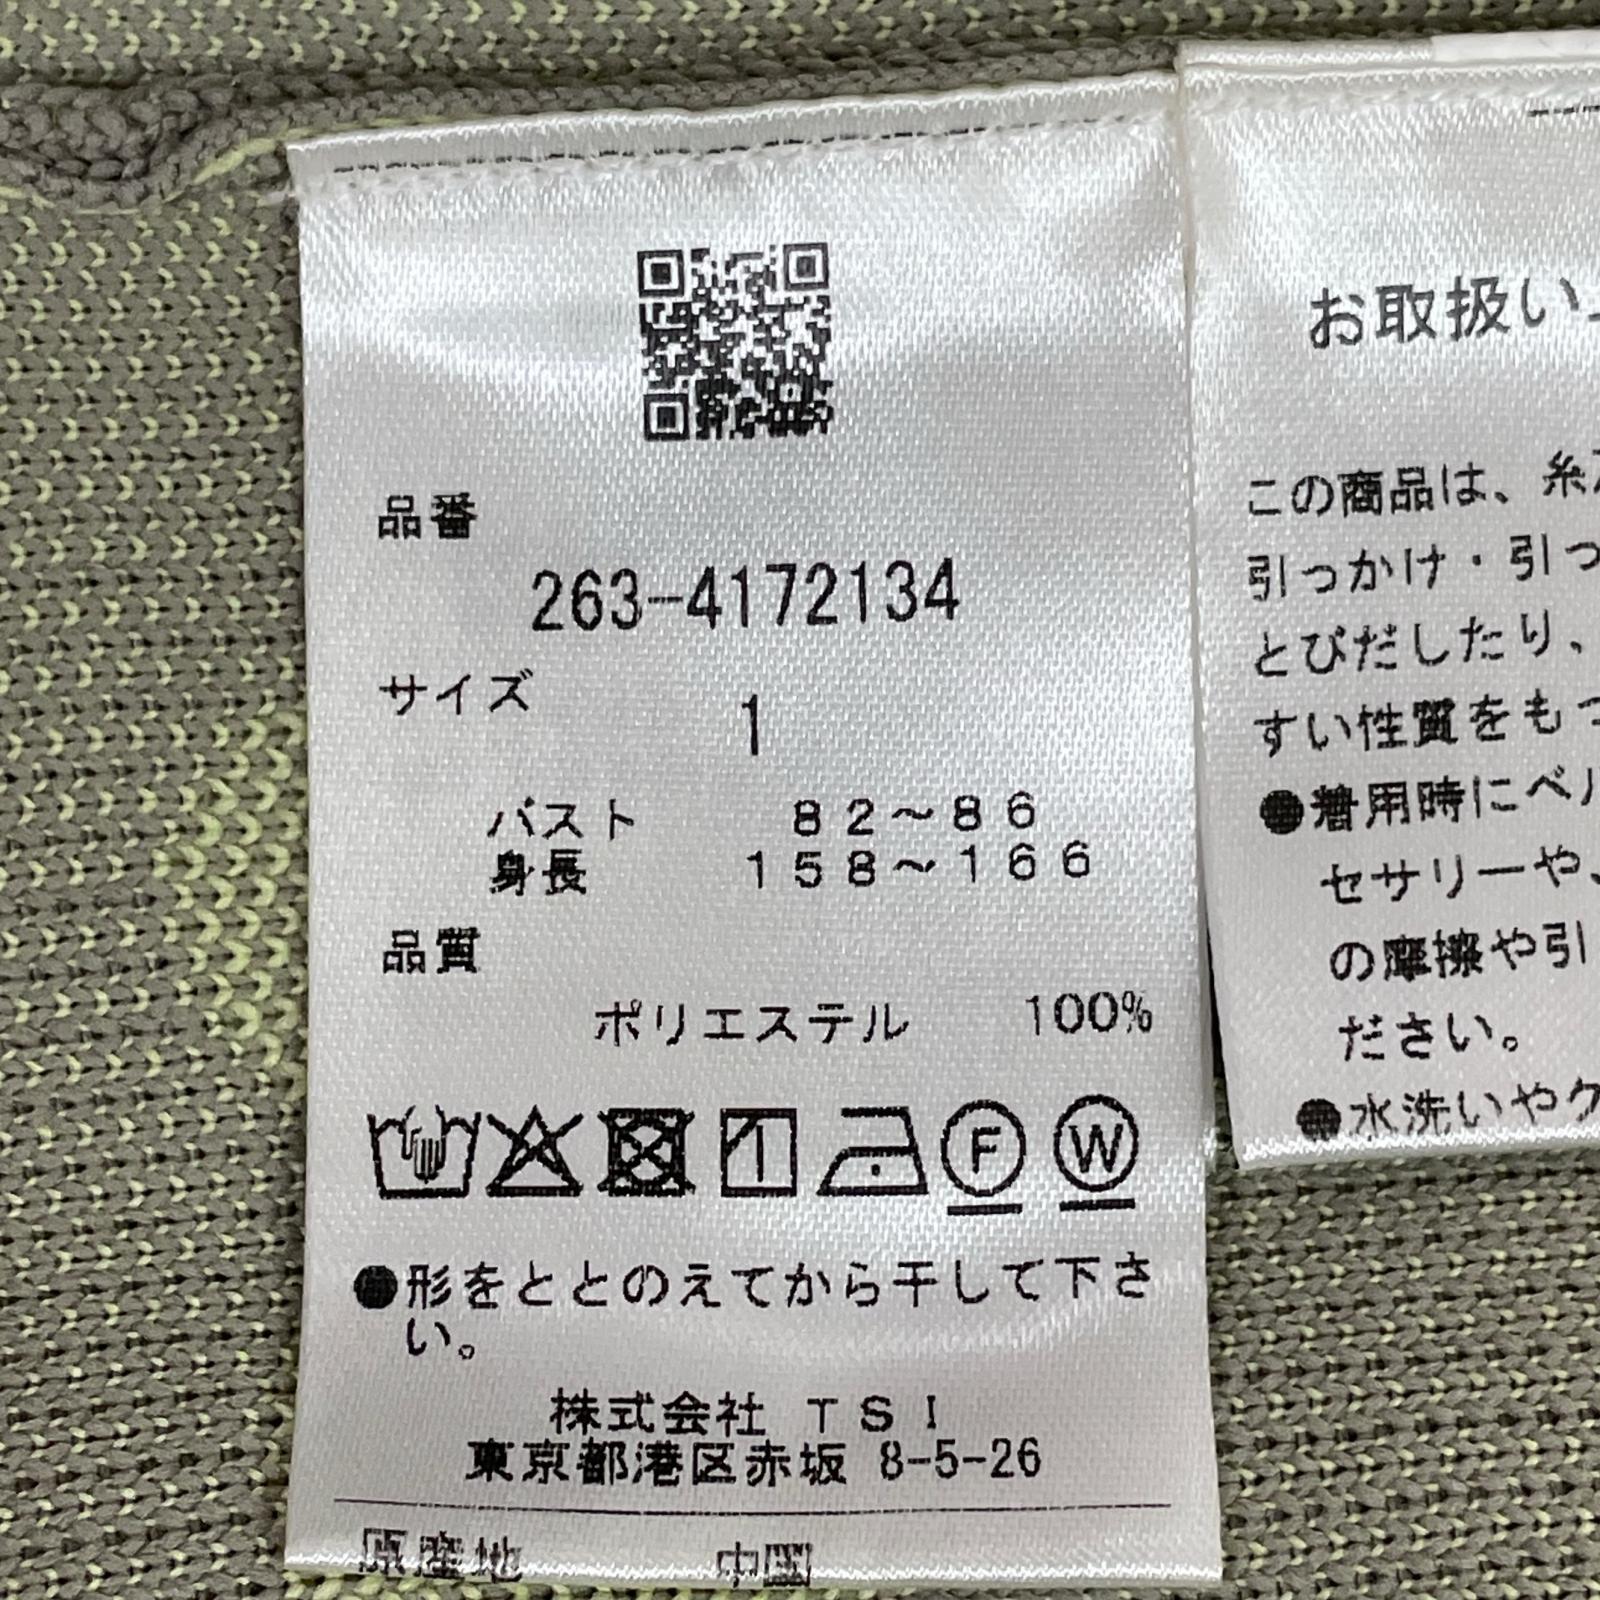 品番
263-4172134
サイズ
1
バスト 82〜86
身長 158〜166
品質
ポリエステル 100%
F W
●形をととのえてから干して下さ
い。
株式会社 TSI
東京都港区赤坂 8-5-26
原産地 中国
お取扱い
この商品は、糸
引っかけ・引っ
とびだしたり、
すい性質をもつ
●着用時にベル
セサリーや、
の摩擦や引
ださい。
●水洗いやク